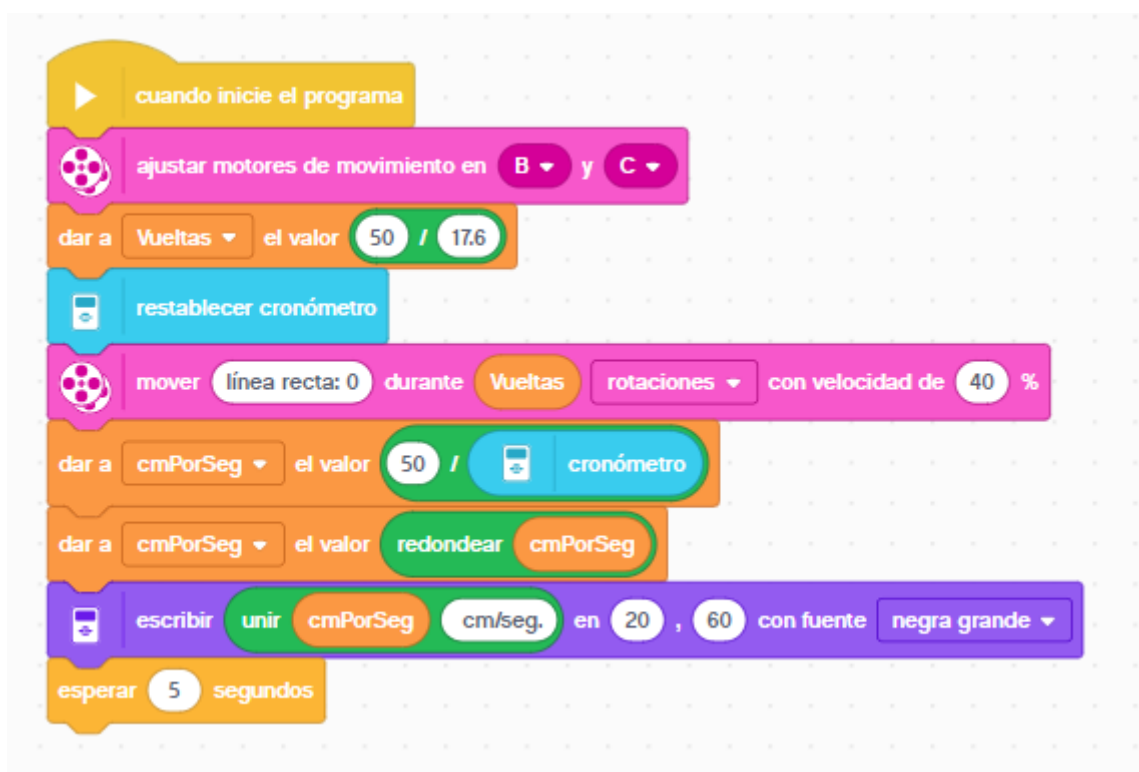 cuando inicie el programa
ajustar motores de movimiento en B y C
dar a Vueltas el valor 50 / 17.6
restablecer cronómetro
mover línea recta: 0 durante Vueltas rotaciones con velocidad de 40 %
dar a cmPorSeg el valor 50 / cronómetro
dar a cmPorSeg el valor redondear cmPorSeg
escribir unir cmPorSeg cm/seg. en 20 , 60 con fuente negra grande
esperar 5 segundos